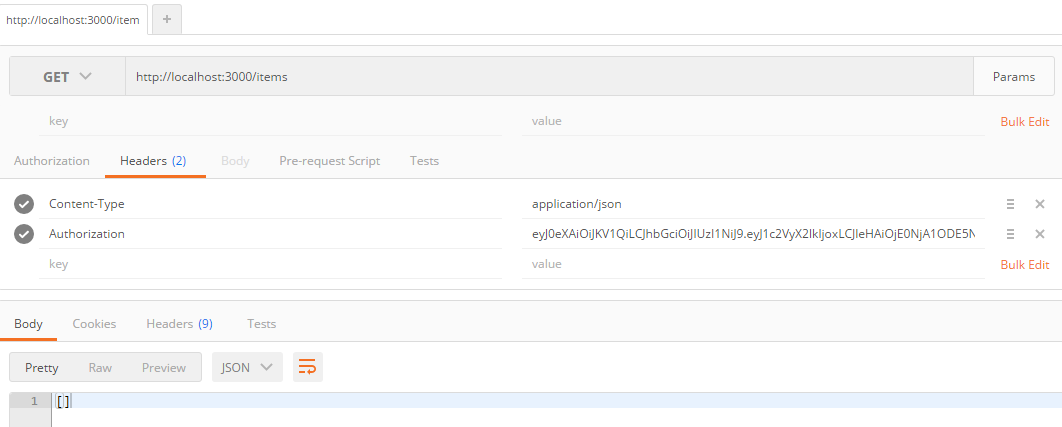 http://localhost:3000/item +
GET http://localhost:3000/items Params
key value Bulk Edit
Authorization Headers (2) Body Pre-request Script Tests
Content-Type application/json
Authorization eyJ0eXAiOiJKV1QiLCJhbGciOiJIUzI1NiJ9.eyJ1c2VyX2lkIjoxLCJleHAiOjE0NjA1ODE5N
key value Bulk Edit
Body Cookies Headers (9) Tests
Pretty Raw Preview JSON
1 []